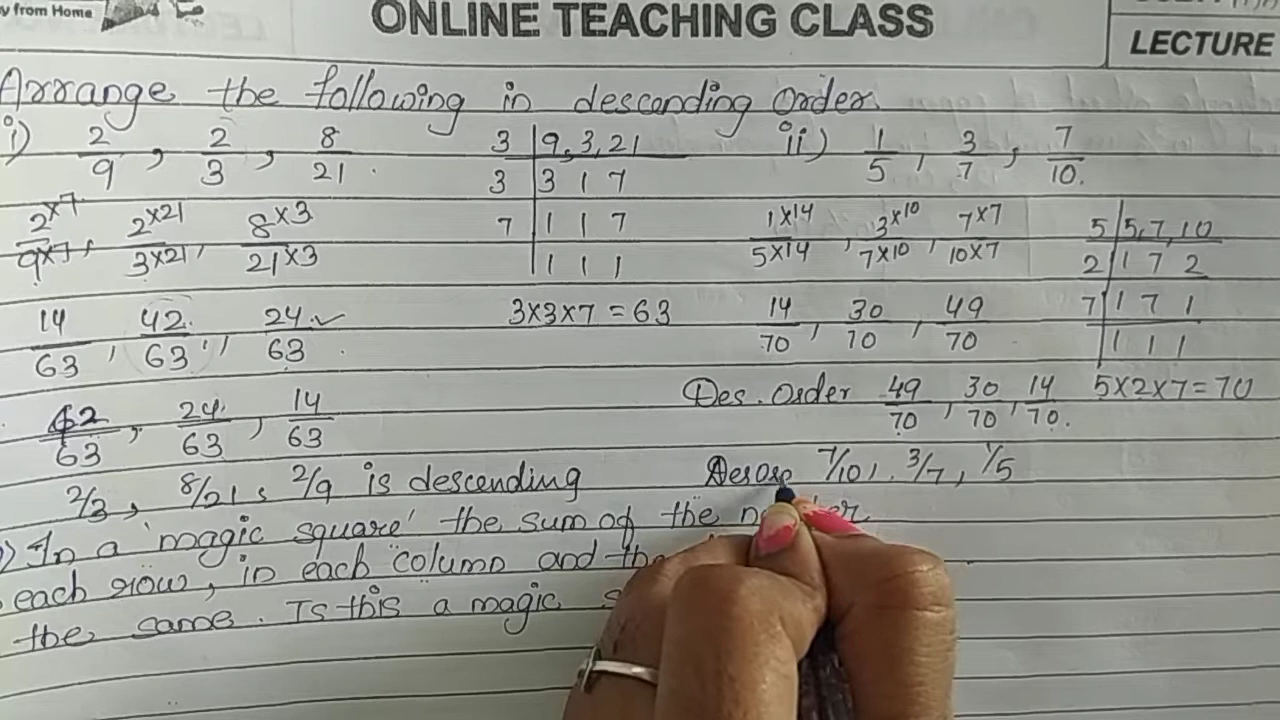 y from Home
ONLINE TEACHING CLASS
LECTURE
Arrange the following in descending Order.
i) 2/9, 2/3, 8/21.
3 | 9, 3, 21
3 | 3 1 7
7 | 1 1 7
1 1 1
2×7/9×7, 2×21/3×21, 8×3/21×3
14/63, 42/63, 24/63
3×3×7 = 63
42/63, 24/63, 14/63
2/3, 8/21, 2/9 is descending
ii) 1/5, 3/7, 7/10.
1×14/5×14, 3×10/7×10, 7×7/10×7
5 | 5, 7, 10
2 | 1 7 2
7 | 1 7 1
1 1 1
14/70, 30/70, 49/70
Des. Order 49/70, 30/70, 14/70.
5×2×7=70
7/10, 3/7, 1/5
In a 'magic square' the sum of the
each row, in each column and
the same. Is this a magic